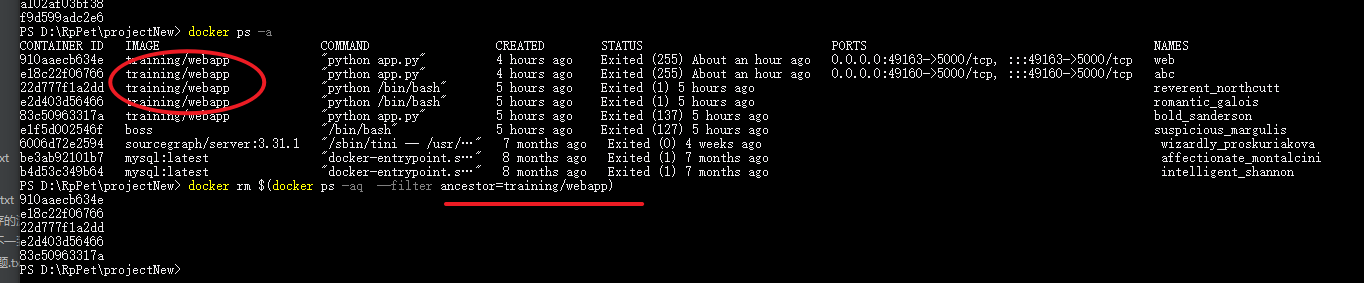 a102af03bf38
f9d599adc2e6
PS D:\RpPet\projectNew> docker ps -a
CONTAINER ID IMAGE COMMAND CREATED STATUS PORTS NAMES
910aaecb634e training/webapp "python app.py" 4 hours ago Exited (255) About an hour ago 0.0.0.0:49163->5000/tcp, :::49163->5000/tcp web
e18c22f06766 training/webapp "python app.py" 4 hours ago Exited (255) About an hour ago 0.0.0.0:49160->5000/tcp, :::49160->5000/tcp abc
22d777f1a2dd training/webapp "python /bin/bash" 5 hours ago Exited (1) 5 hours ago reverent_northcutt
e2d403d56466 training/webapp "python /bin/bash" 5 hours ago Exited (1) 5 hours ago romantic_galois
83c50963317a training/webapp "python app.py" 5 hours ago Exited (137) 5 hours ago bold_sanderson
e1f5d002546f boss "/bin/bash" 5 hours ago Exited (127) 5 hours ago suspicious_margulis
6006d72e2594 sourcegraph/server:3.31.1 "/sbin/tini -- /usr/…" 7 months ago Exited (0) 4 weeks ago wizardly_proskuriakova
be3ab92101b7 mysql:latest "docker-entrypoint.s…" 8 months ago Exited (1) 7 months ago affectionate_montalcini
b4d53c349b64 mysql:latest "docker-entrypoint.s…" 8 months ago Exited (1) 7 months ago intelligent_shannon
PS D:\RpPet\projectNew> docker rm $(docker ps -aq --filter ancestor=training/webapp)
910aaecb634e
e18c22f06766
22d777f1a2dd
e2d403d56466
83c50963317a
PS D:\RpPet\projectNew>